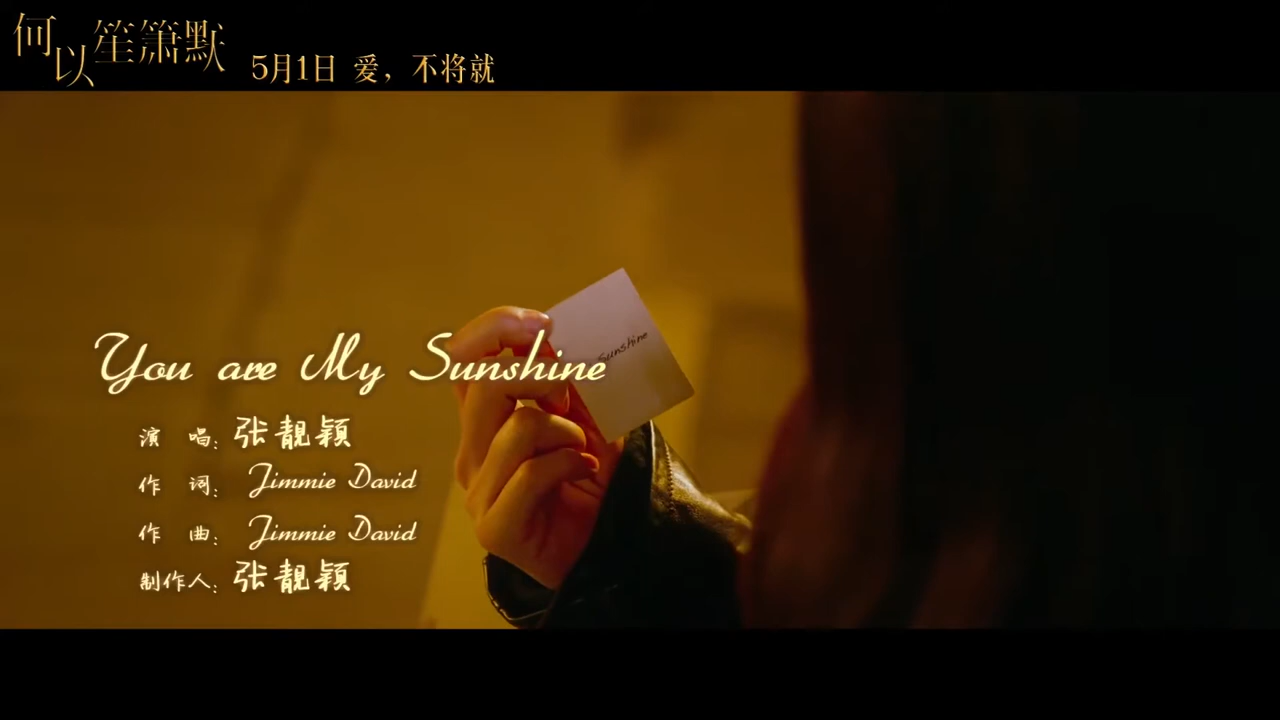 何以笙箫默
5月1日 爱，不将就
You are My Sunshine
Sunshine
演 唱：张靓颖
作 词：Jimmie David
作 曲：Jimmie David
制作人：张靓颖